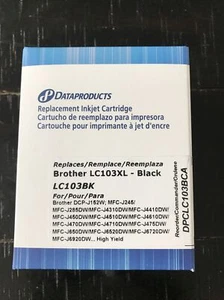 DATAPRODUCTS
Replacement Inkjet Cartridge
Cartucho de reemplazo para impresora
Cartouche pour imprimante à jet d'encre
Replaces/Remplace/Reemplaza
Brother LC103XL - Black
LC103BK
For/Pour/Para
Brother DCP-J152W, MFC-J245/
MFC-J285DW/MFC-J4310DW/MFC-J4410DW/
MFC-J450DW/MFC-J4510DW/MFC-J4610DW/
MFC-J470DW/MFC-J4710DW/MFC-J475DW/
MFC-J650DW/MFC-J6520DW/MFC-J6720DW/
MFC-J6920DW... High Yield
Reorder/Commander/Ordene
DPCLC103BCA